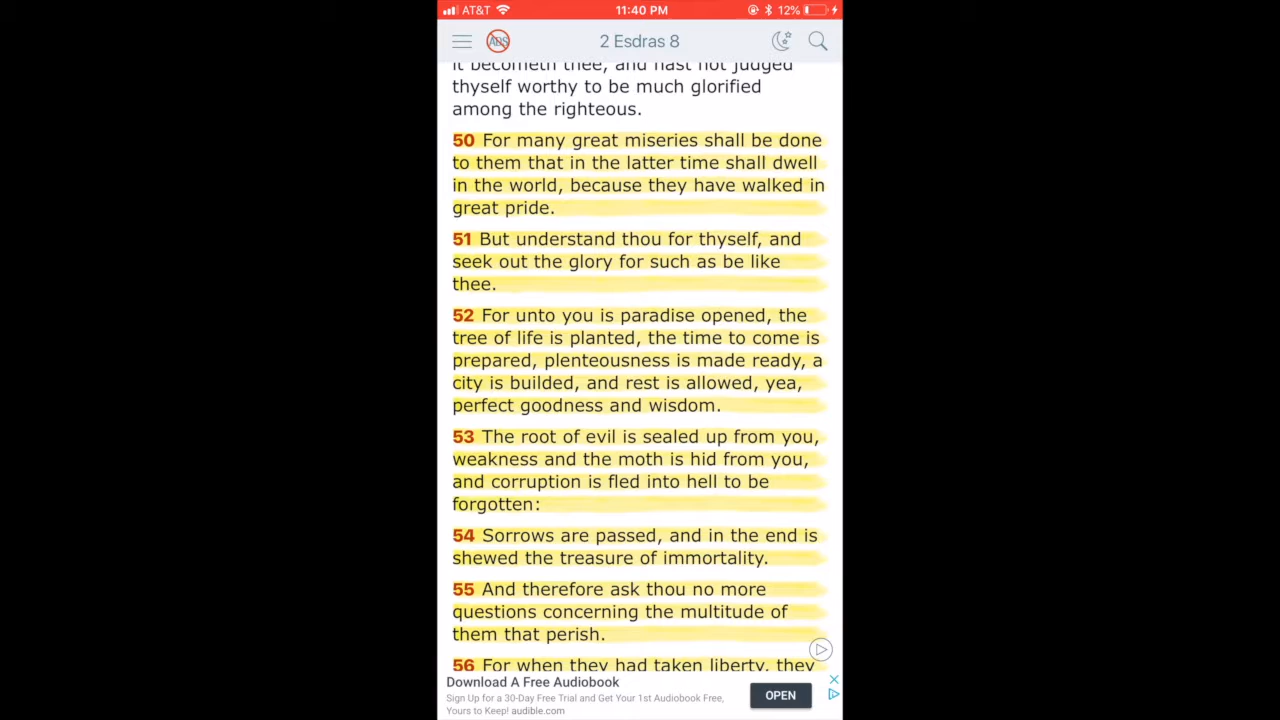 AT&T 11:40 PM 12%
ADS 2 Esdras 8
it becometh thee, and hast not judged
thyself worthy to be much glorified
among the righteous.
50 For many great miseries shall be done
to them that in the latter time shall dwell
in the world, because they have walked in
great pride.
51 But understand thou for thyself, and
seek out the glory for such as be like
thee.
52 For unto you is paradise opened, the
tree of life is planted, the time to come is
prepared, plenteousness is made ready, a
city is builded, and rest is allowed, yea,
perfect goodness and wisdom.
53 The root of evil is sealed up from you,
weakness and the moth is hid from you,
and corruption is fled into hell to be
forgotten:
54 Sorrows are passed, and in the end is
shewed the treasure of immortality.
55 And therefore ask thou no more
questions concerning the multitude of
them that perish.
56 For when they had taken liberty, they
Download A Free Audiobook
Sign Up for a 30-Day Free Trial and Get Your 1st Audiobook Free,
Yours to Keep! audible.com
OPEN